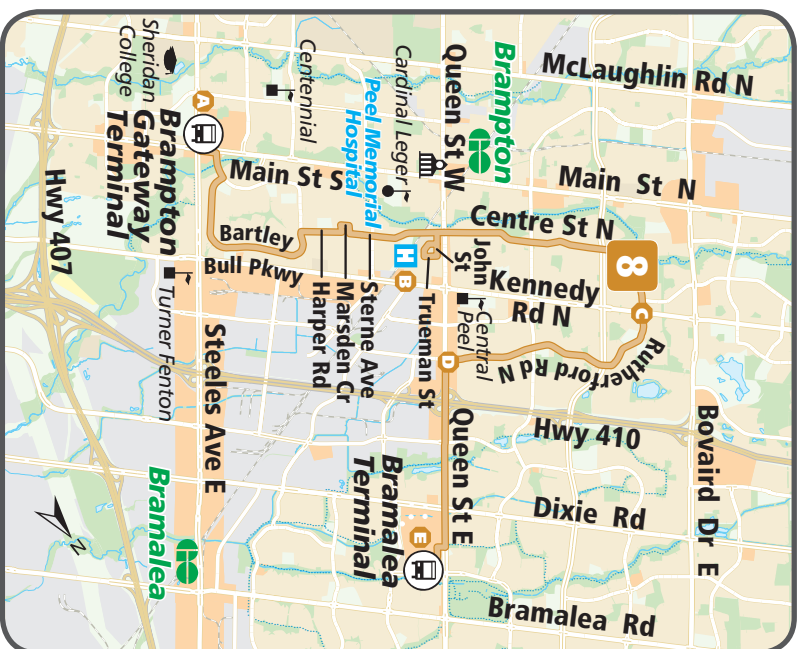 Sheridan
College
Centennial
Cardinal Leger
Queen St W
Brampton
McLaughlin Rd N
A
Brampton
Gateway
Terminal
Main St S
Peel Memorial
Hospital
Main St N
Hwy 407
Bartley
Bull Pkwy
Centre St N
8
H
B
John
St
Kennedy
Rd N
C
Turner Fenton
Harper Rd
Marsden Cr
Sterne Ave
Trueman St
Central
Peel
D
Rutherford Rd N
Steeles Ave E
Queen St E
Hwy 410
Bovaird Dr E
Bramalea
Terminal
E
Dixie Rd
Bramalea
GO
Bramalea Rd
N